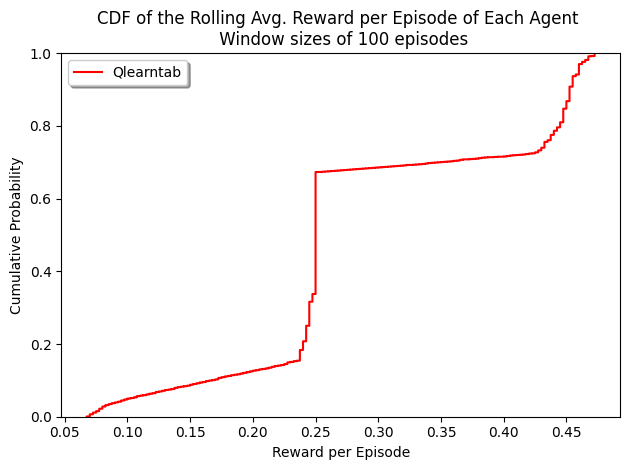 CDF of the Rolling Avg. Reward per Episode of Each Agent
Window sizes of 100 episodes
Qlearntab
Cumulative Probability
1.0
0.8
0.6
0.4
0.2
0.0
0.05 0.10 0.15 0.20 0.25 0.30 0.35 0.40 0.45
Reward per Episode